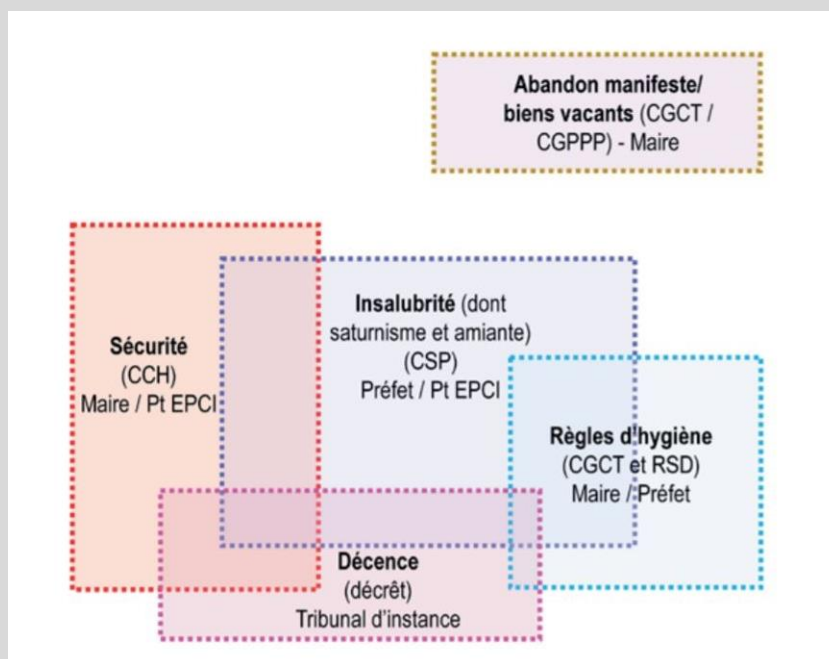 Abandon manifeste/
biens vacants (CGCT /
CGPPP) - Maire
Insalubrité (dont
saturnisme et amiante)
(CSP)
Préfet / Pt EPCI
Sécurité
(CCH)
Maire / Pt EPCI
Règles d'hygiène
(CGCT et RSD)
Maire / Préfet
Décence
(décrêt)
Tribunal d'instance